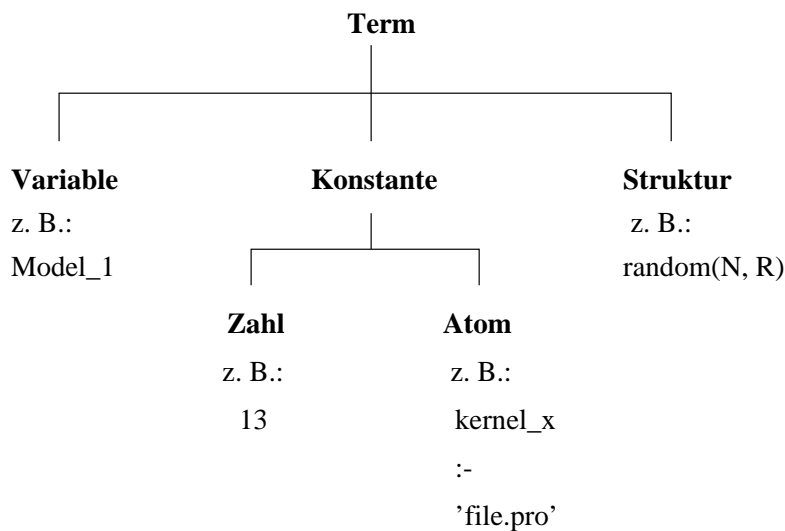 Term
Variable
Konstante
Struktur
z. B.:
z. B.:
Model_1
random(N, R)
Zahl
Atom
z. B.:
z. B.:
13
kernel_x
:-
’file.pro’